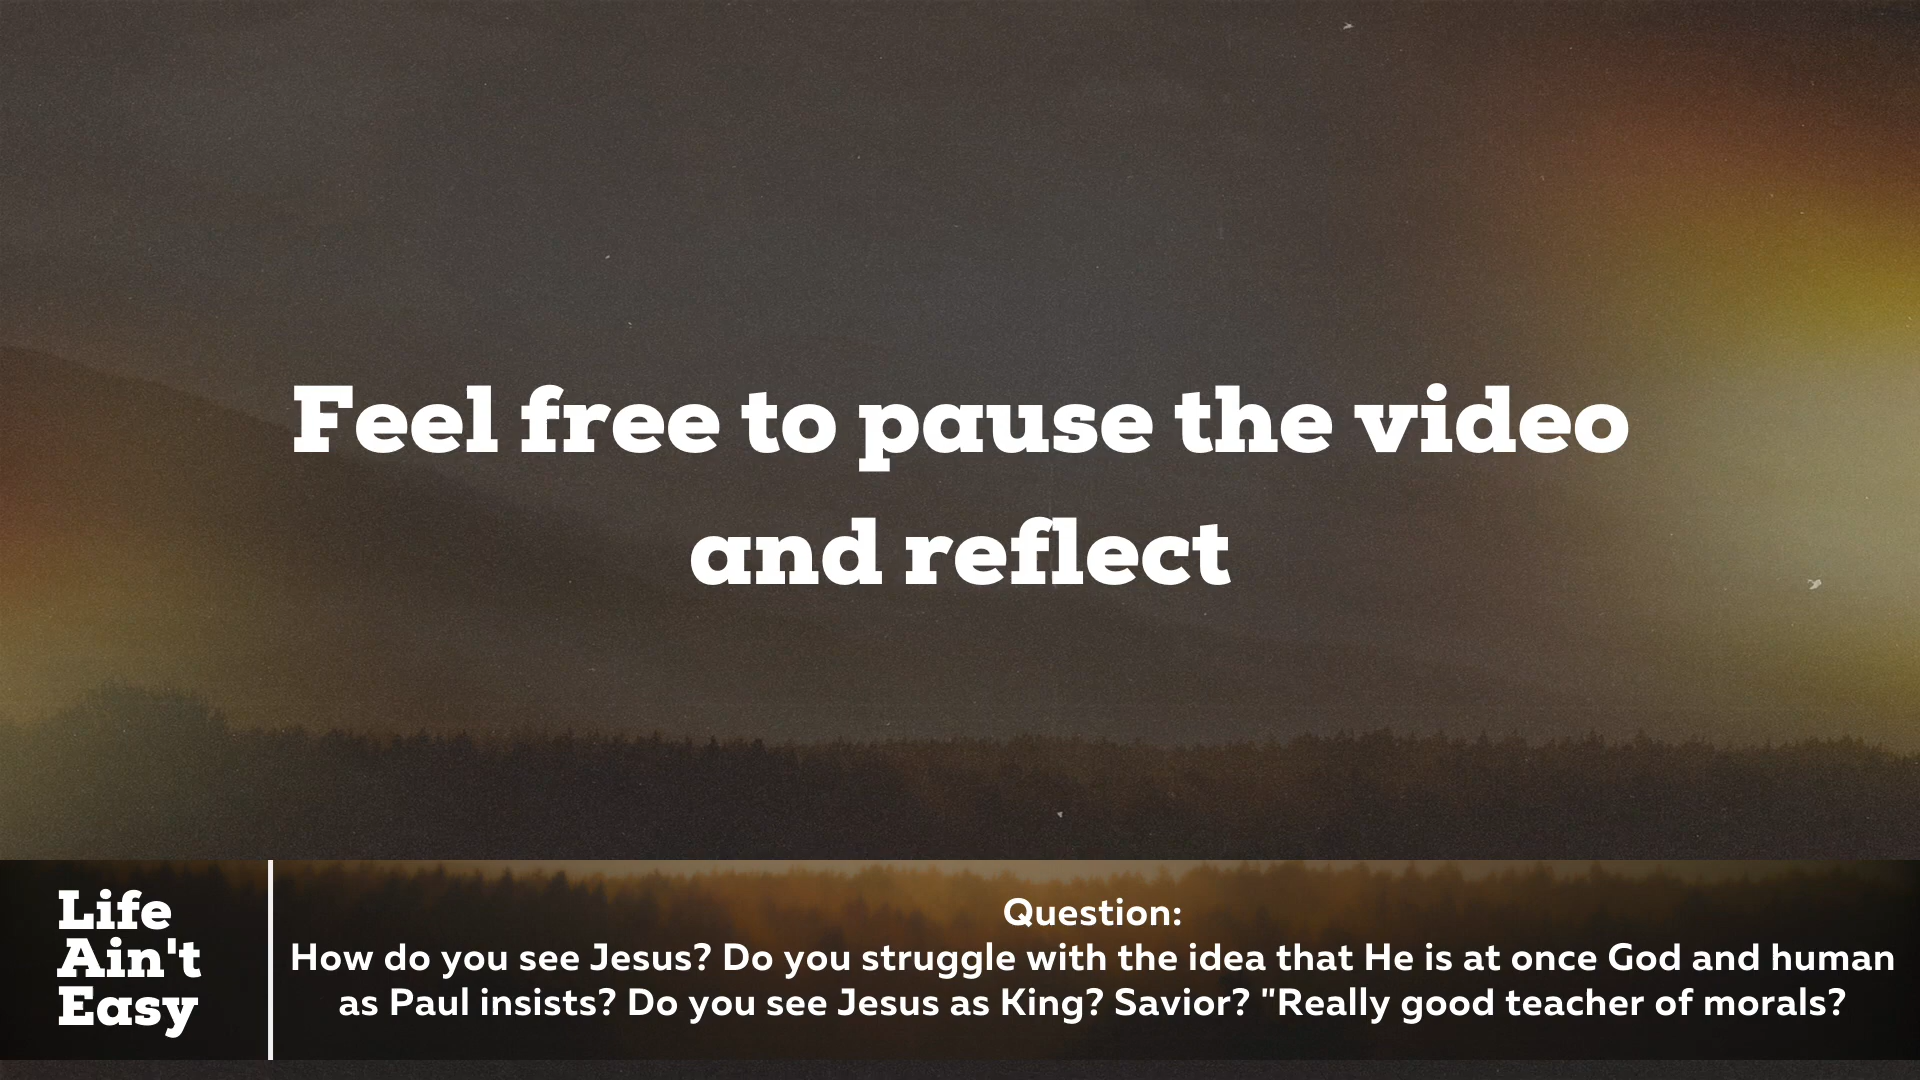 Feel free to pause the video
and reflect
Life
Ain't
Easy
Question:
How do you see Jesus? Do you struggle with the idea that He is at once God and human
as Paul insists? Do you see Jesus as King? Savior? "Really good teacher of morals?